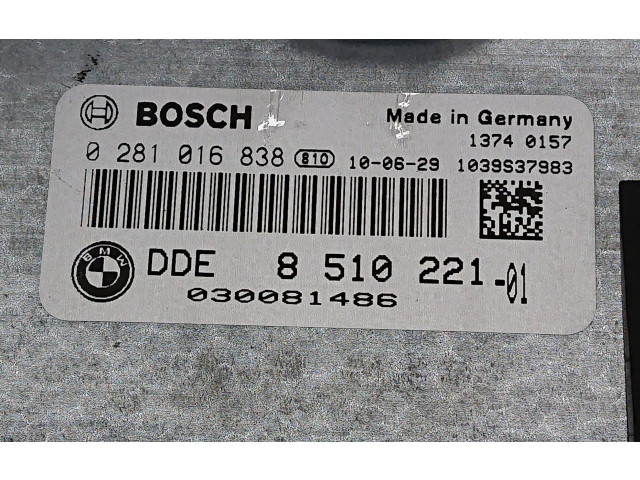 BOSCH Made in Germany
1374 0157
0 281 016 838 810 10-06-29 1039S37983
BMW DDE 8 510 221-01
030081486